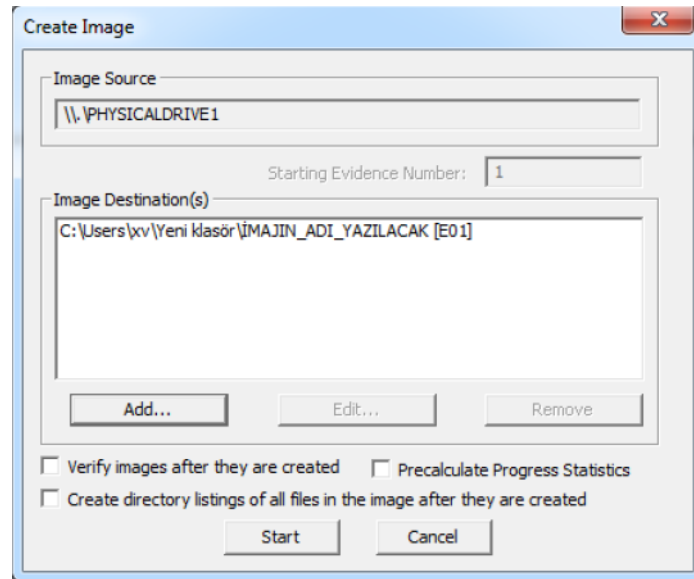 Create Image
Image Source
\\.\PHYSICALDRIVE1
Starting Evidence Number: 1
Image Destination(s)
C:\Users\xv\Yeni klasör\İMAJIN_ADI_YAZILACAK [E01]
Add... Edit... Remove
Verify images after they are created Precalculate Progress Statistics
Create directory listings of all files in the image after they are created
Start Cancel